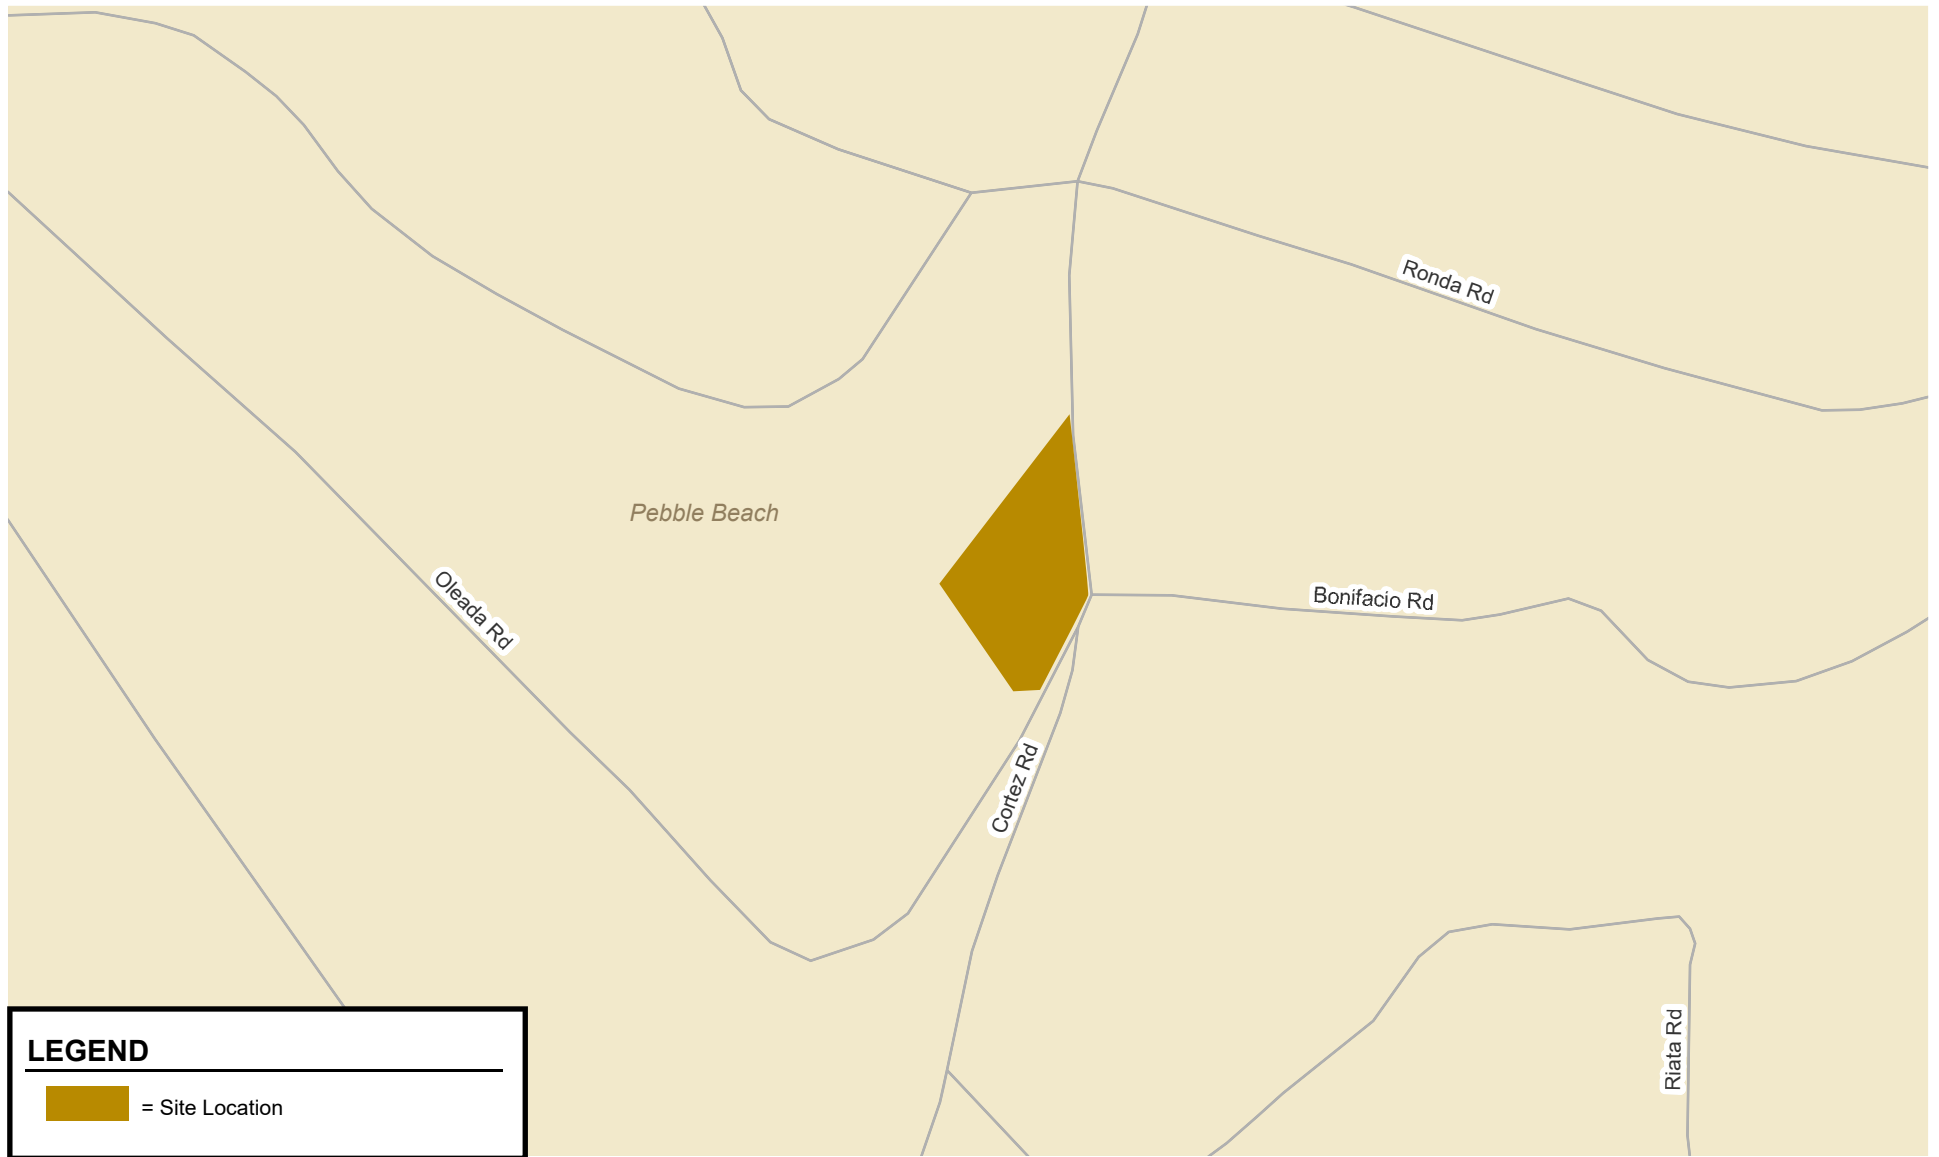 Ronda Rd
Pebble Beach
Oleada Rd
Bonifacio Rd
Cortez Rd
Riata Rd
LEGEND
= Site Location